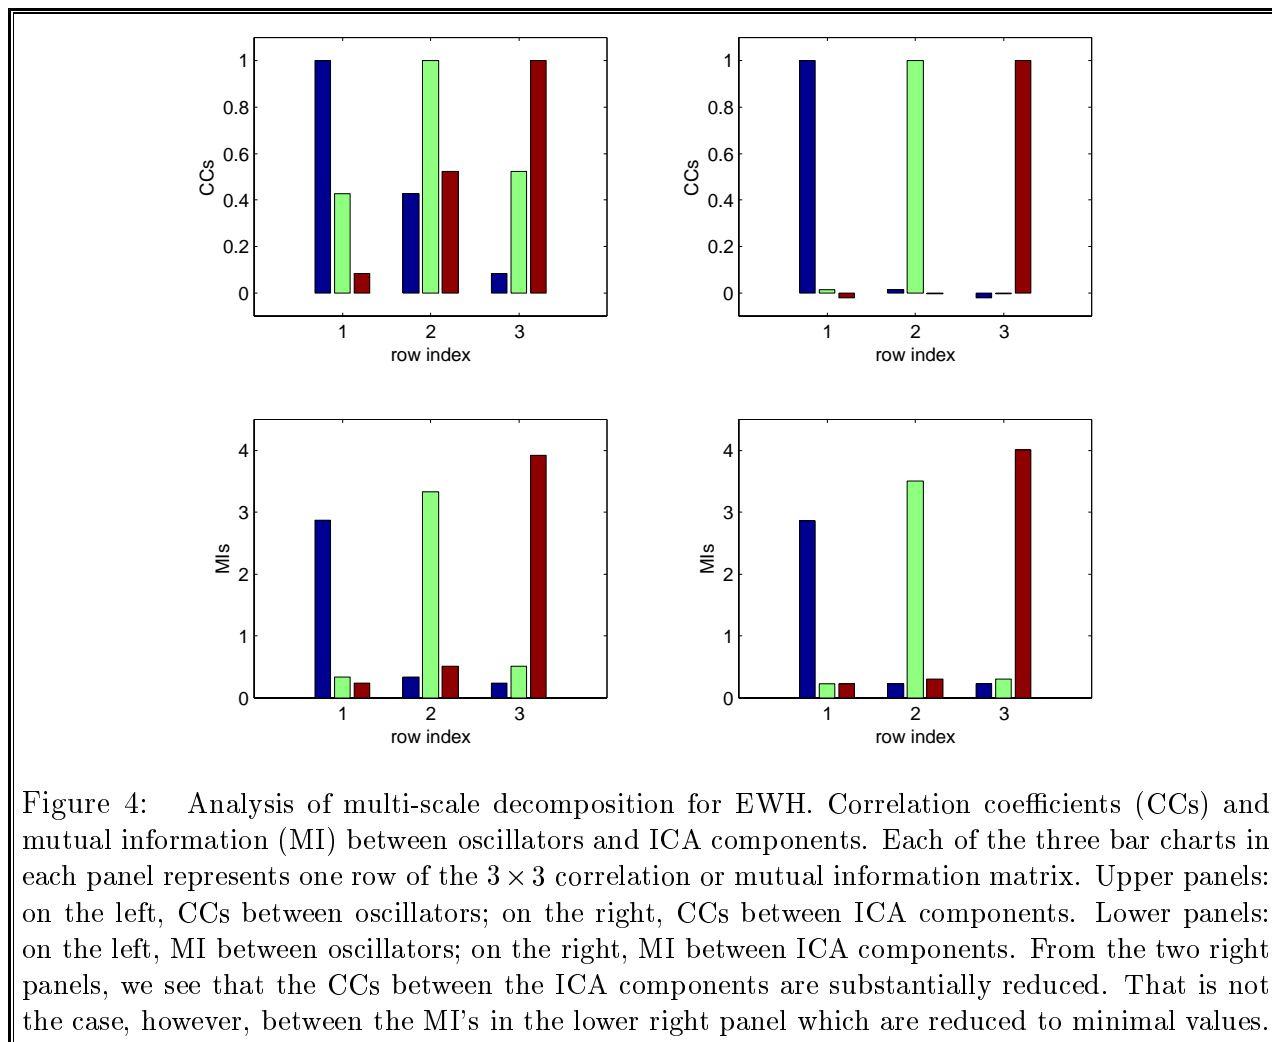 1
0.8
0.6
0.4
0.2
0
CCs
1 2 3
row index
1
0.8
0.6
0.4
0.2
0
CCs
1 2 3
row index
4
3
2
1
0
MIs
1 2 3
row index
4
3
2
1
0
MIs
1 2 3
row index
Figure 4: Analysis of multi-scale decomposition for EWH. Correlation coefficients (CCs) and
mutual information (MI) between oscillators and ICA components. Each of the three bar charts in
each panel represents one row of the 3 × 3 correlation or mutual information matrix. Upper panels:
on the left, CCs between oscillators; on the right, CCs between ICA components. Lower panels:
on the left, MI between oscillators; on the right, MI between ICA components. From the two right
panels, we see that the CCs between the ICA components are substantially reduced. That is not
the case, however, between the MI's in the lower right panel which are reduced to minimal values.